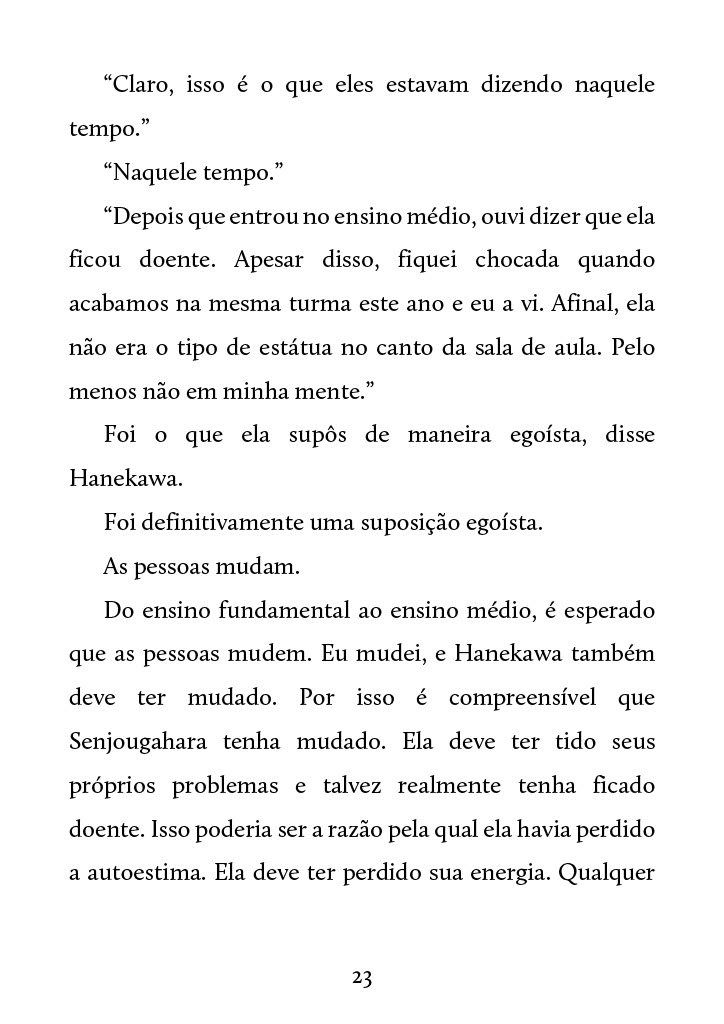 “Claro, isso é o que eles estavam dizendo naquele
tempo.”
“Naquele tempo.”
“Depois que entrou no ensino médio, ouvi dizer que ela
ficou doente. Apesar disso, fiquei chocada quando
acabamos na mesma turma este ano e eu a vi. Afinal, ela
não era o tipo de estátua no canto da sala de aula. Pelo
menos não em minha mente.”
Foi o que ela supôs de maneira egoísta, disse
Hanekawa.
Foi definitivamente uma suposição egoísta.
As pessoas mudam.
Do ensino fundamental ao ensino médio, é esperado
que as pessoas mudem. Eu mudei, e Hanekawa também
deve ter mudado. Por isso é compreensível que
Senjougahara tenha mudado. Ela deve ter tido seus
próprios problemas e talvez realmente tenha ficado
doente. Isso poderia ser a razão pela qual ela havia perdido
a autoestima. Ela deve ter perdido sua energia. Qualquer
23